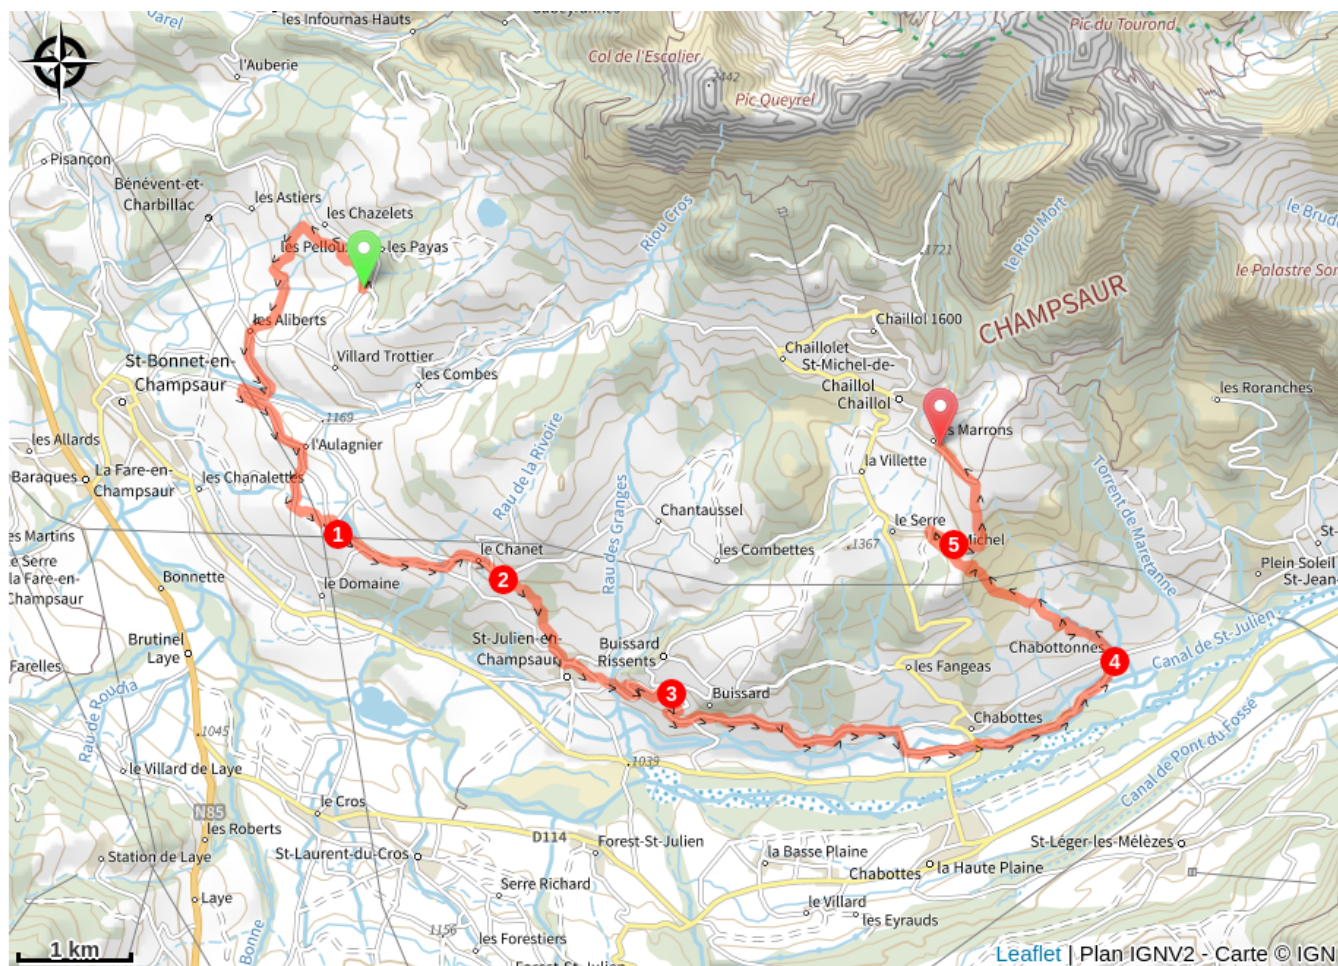 les Infournas Hauts
Col de l'Escalier
Pic du Tourond
l'Auberie
2442
Pic Queyrel
Pisançon
Bénévent-et-
Charbillac
les Astiers
les Chazelets
les Payas
Riou Cros
le Riou Mort
1721
le Palastre
CHAMPSAUR
les Aliberts
Chaillol 1600
St-Bonnet-en-
Champsaur
Villard Trottier
les Combes
Chaillolet
St-Michel-de-
Chaillol
Chaillol
les Roranches
1169
les Allards
l'Aulagnier
Marrons
Baraques
La Fare-en-
Champsaur
les Chanalettes
Rau de la Rivoire
la Villette
Torrent de Maretanne
Rau des Granges
Chantaussel
le Serre
1
5
Michel
es Martins
e Serre
la Fare-en-
Champsaur
Bonnette
le Chanet
les Combettes
1367
Plein Soleil
St-Jean-
2
le Domaine
Brutinel
Laye
St-Julien-en-
Champsaur
Buissard
Rissents
Chabottonnes
4
Canal de St-Julien
Farelles
les Fangeas
3
Buissard
Rau de Roudia
Chabottes
1045
Canal de Pont du Fossé
le Villard de Laye
1039
le Cros
N85
les Roberts
D114
Forest-St-Julien
St-Léger-les-Mélèzes
Station de Laye
St-Laurent-du-Cros
la Basse Plaine
Chabottes
la Haute Plaine
Serre Richard
Laye
le Villard
les Eyrauds
1156
les Forestiers
Bonne
1 km
Leaflet | Plan IGNV2 - Carte © IGN